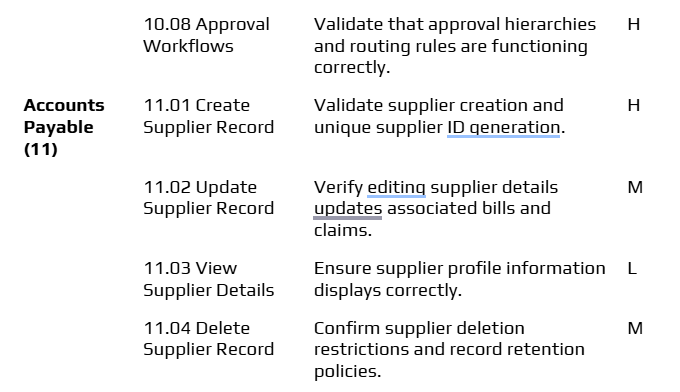 10.08 Approval Workflows Validate that approval hierarchies and routing rules are functioning correctly. H
Accounts Payable (11) 11.01 Create Supplier Record Validate supplier creation and unique supplier ID generation. H
11.02 Update Supplier Record Verify editing supplier details updates associated bills and claims. M
11.03 View Supplier Details Ensure supplier profile information displays correctly. L
11.04 Delete Supplier Record Confirm supplier deletion restrictions and record retention policies. M